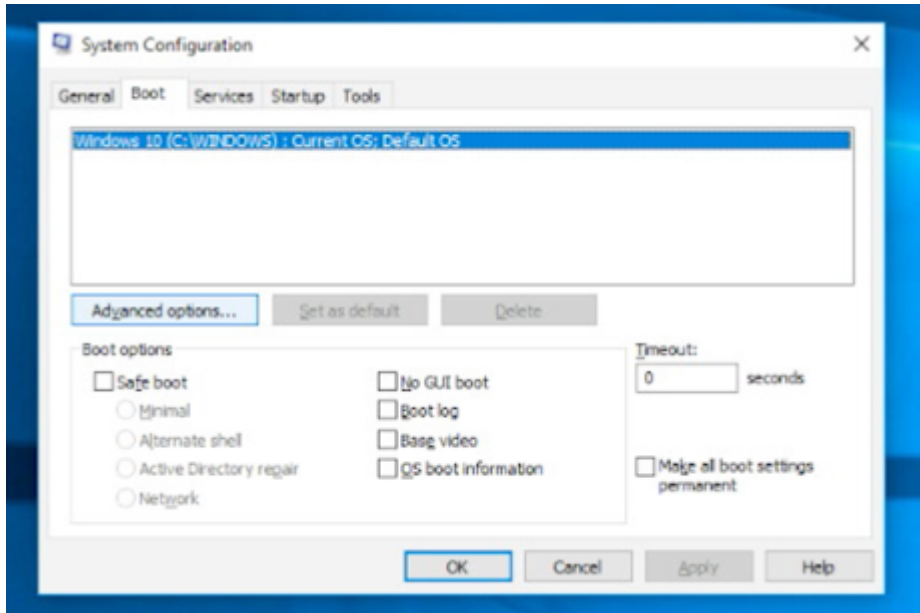 System Configuration
General Boot Services Startup Tools
Windows 10 (C:\WINDOWS) : Current OS; Default OS
Advanced options... Set as default Delete
Boot options
Timeout:
Safe boot No GUI boot 0 seconds
Minimal Boot log
Alternate shell Base video
Active Directory repair OS boot information Make all boot settings
permanent
Network
OK Cancel Apply Help